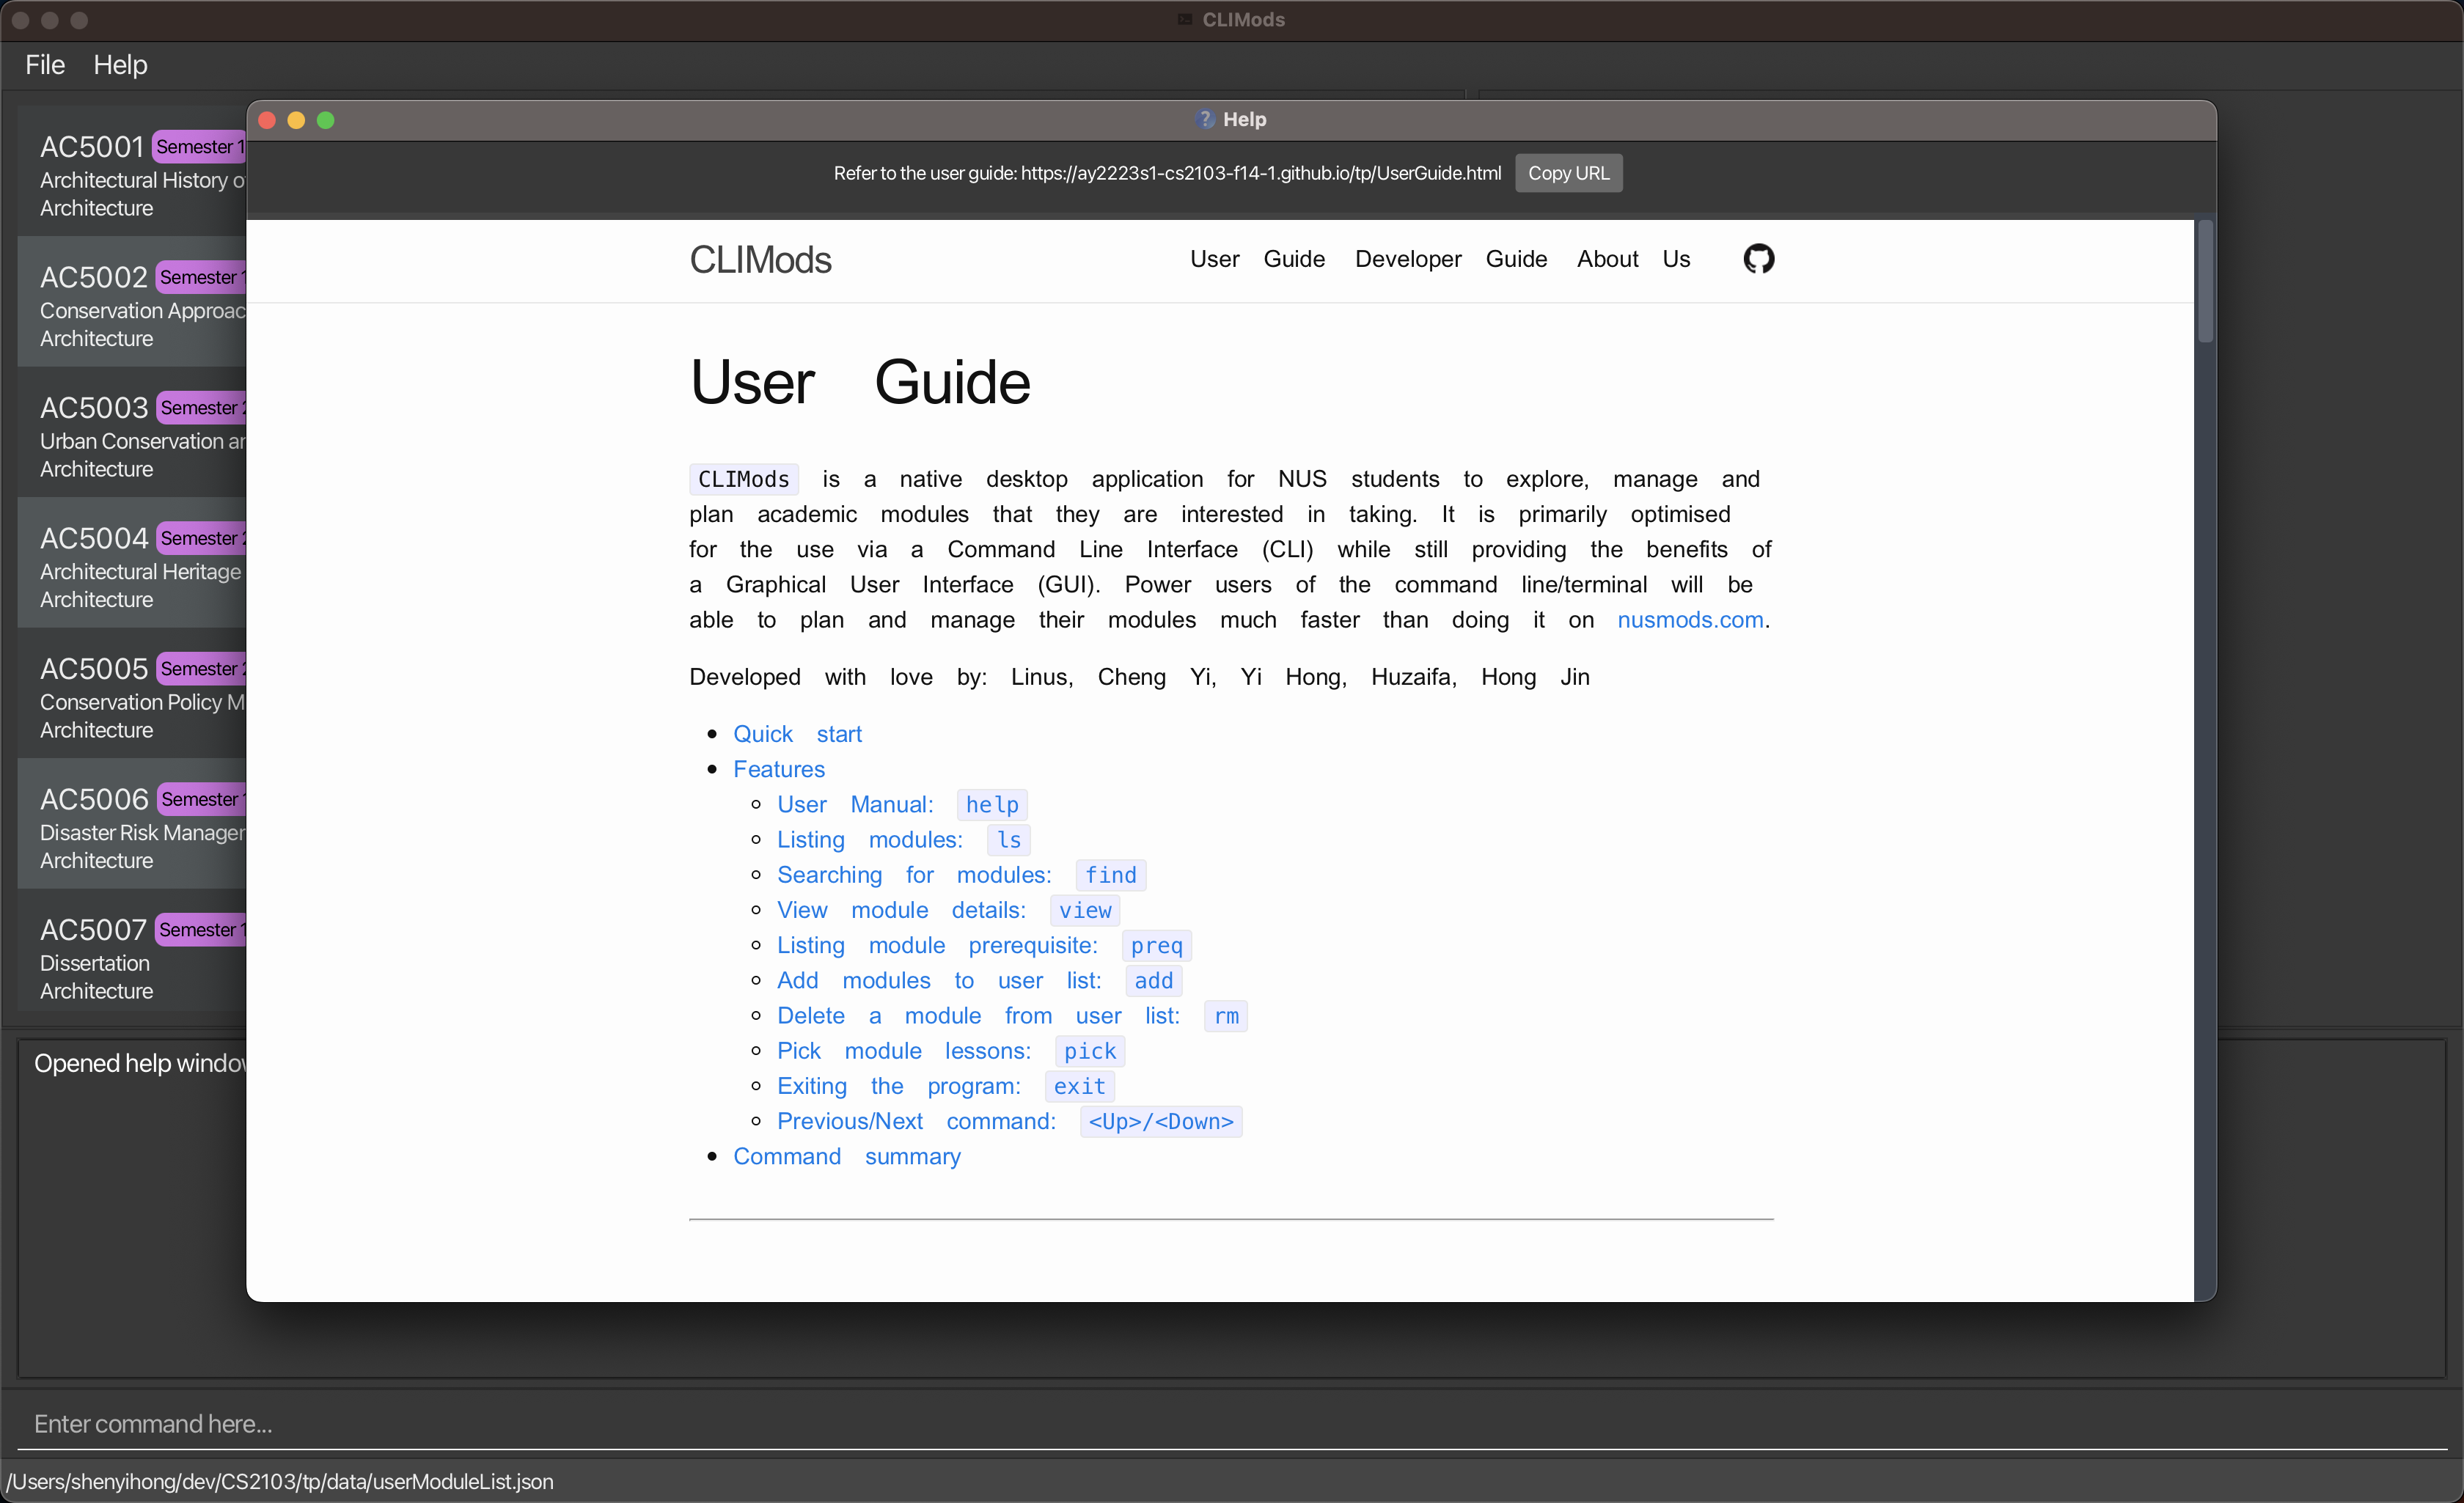 CLIMods
File Help
AC5001 Semester 1
Architectural History o
Architecture
AC5002 Semester 1
Conservation Approac
Architecture
AC5003 Semester 2
Urban Conservation ar
Architecture
AC5004 Semester 2
Architectural Heritage
Architecture
AC5005 Semester 2
Conservation Policy M
Architecture
AC5006 Semester 1
Disaster Risk Manager
Architecture
AC5007 Semester 1
Dissertation
Architecture
Help
Refer to the user guide: https://ay2223s1-cs2103-f14-1.github.io/tp/UserGuide.html Copy URL
CLIMods User Guide Developer Guide About Us
User Guide
CLIMods is a native desktop application for NUS students to explore, manage and
plan academic modules that they are interested in taking. It is primarily optimised
for the use via a Command Line Interface (CLI) while still providing the benefits of
a Graphical User Interface (GUI). Power users of the command line/terminal will be
able to plan and manage their modules much faster than doing it on nusmods.com.
Developed with love by: Linus, Cheng Yi, Yi Hong, Huzaifa, Hong Jin
Quick start
Features
User Manual: help
Listing modules: ls
Searching for modules: find
View module details: view
Listing module prerequisite: preq
Add modules to user list: add
Delete a module from user list: rm
Pick module lessons: pick
Exiting the program: exit
Previous/Next command: <Up>/<Down>
Command summary
Opened help window
Enter command here...
/Users/shenyihong/dev/CS2103/tp/data/userModuleList.json